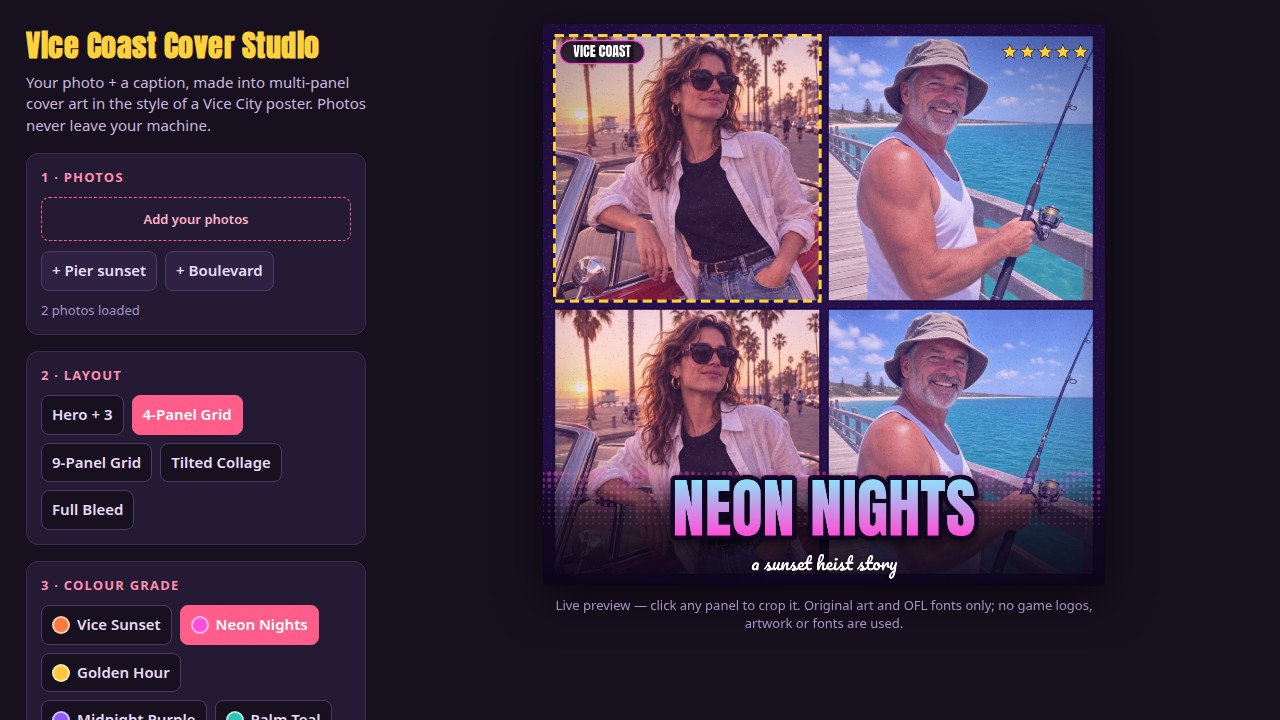 Vice Coast Cover Studio
Your photo + a caption, made into multi-panel
cover art in the style of a Vice City poster. Photos
never leave your machine.
1 · PHOTOS
Add your photos
+ Pier sunset
+ Boulevard
2 photos loaded
2 · LAYOUT
Hero + 3
4-Panel Grid
9-Panel Grid
Tilted Collage
Full Bleed
3 · COLOUR GRADE
Vice Sunset
Neon Nights
Golden Hour
Midnight Purple
Palm Teal
VICE COAST
NEON NIGHTS
a sunset heist story
Live preview — click any panel to crop it. Original art and OFL fonts only; no game logos,
artwork or fonts are used.